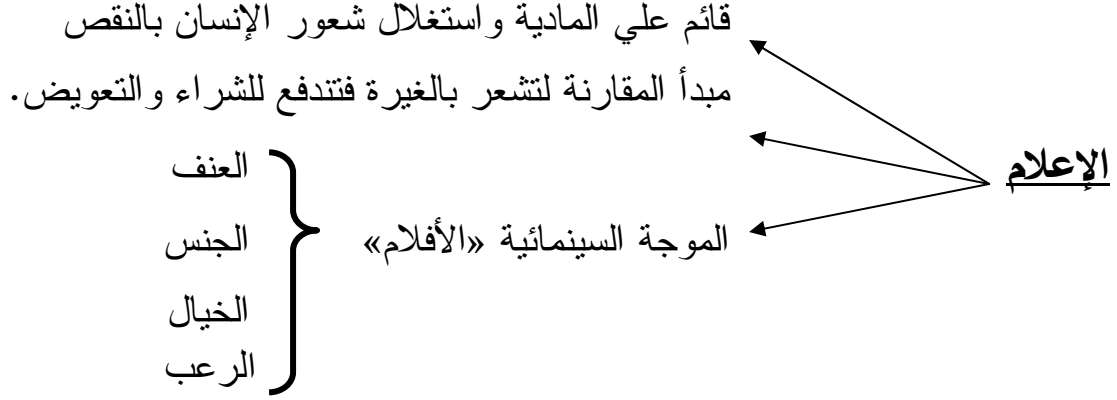 قائم علي المادية واستغلال شعور الإنسان بالنقص
مبدأ المقارنة لتشعر بالغيرة فتندفع للشراء والتعويض.
الإعلام
العنف
الموجة السينمائية «الأفلام»
الجنس
الخيال
الرعب